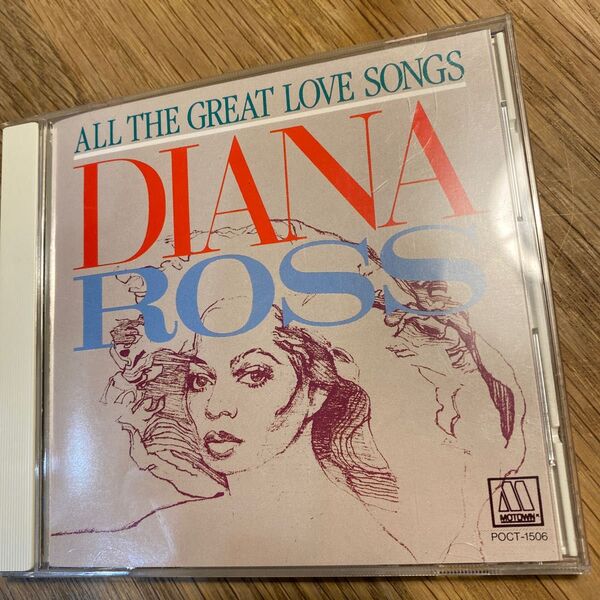 ALL THE GREAT LOVE SONGS
DIANA
ROSS
MOTOWN
POCT-1506